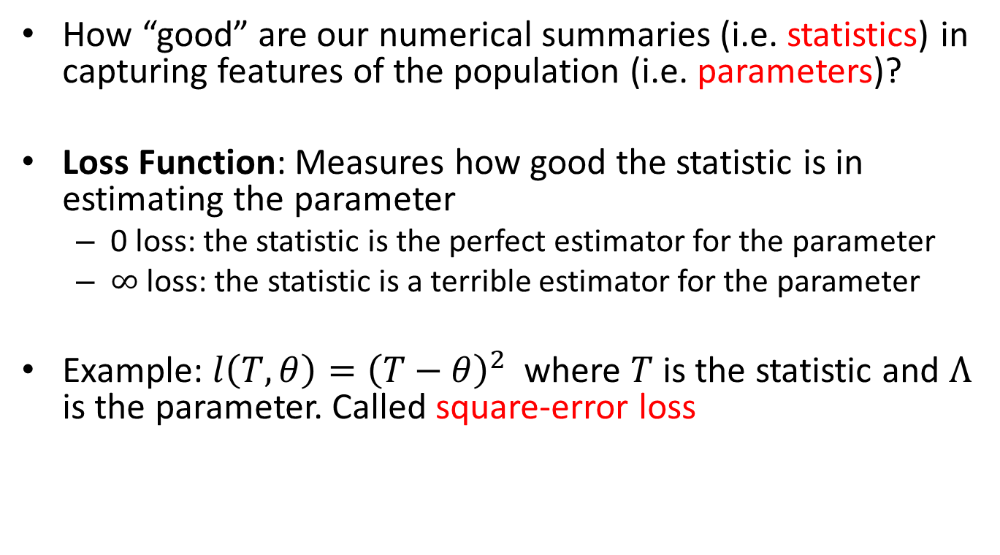 • How “good” are our numerical summaries (i.e. statistics) in
capturing features of the population (i.e. parameters)?
• Loss Function: Measures how good the statistic is in
estimating the parameter
– 0 loss: the statistic is the perfect estimator for the parameter
– ∞ loss: the statistic is a terrible estimator for the parameter
• Example: 𝑙(𝑇, 𝜃) = (𝑇 − 𝜃)² where 𝑇 is the statistic and Λ
is the parameter. Called square-error loss